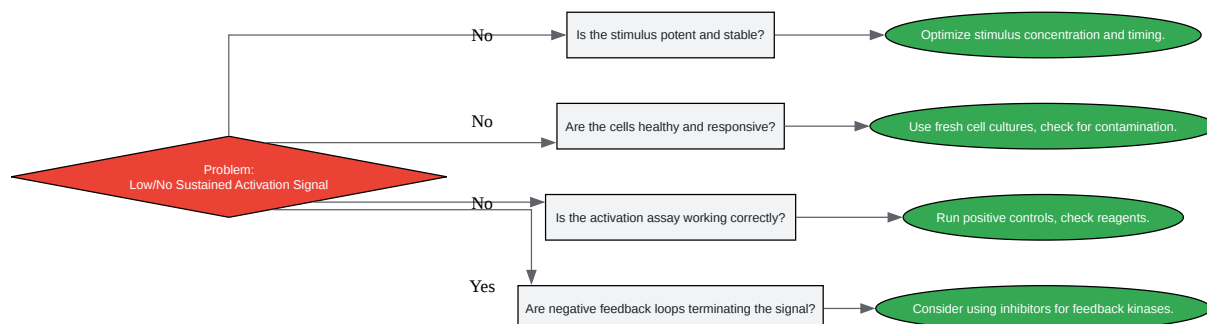 No
Is the stimulus potent and stable?
Optimize stimulus concentration and timing.
No
Are the cells healthy and responsive?
Use fresh cell cultures, check for contamination.
Problem:
Low/No Sustained Activation Signal
No
Is the activation assay working correctly?
Run positive controls, check reagents.
Yes
Are negative feedback loops terminating the signal?
Consider using inhibitors for feedback kinases.